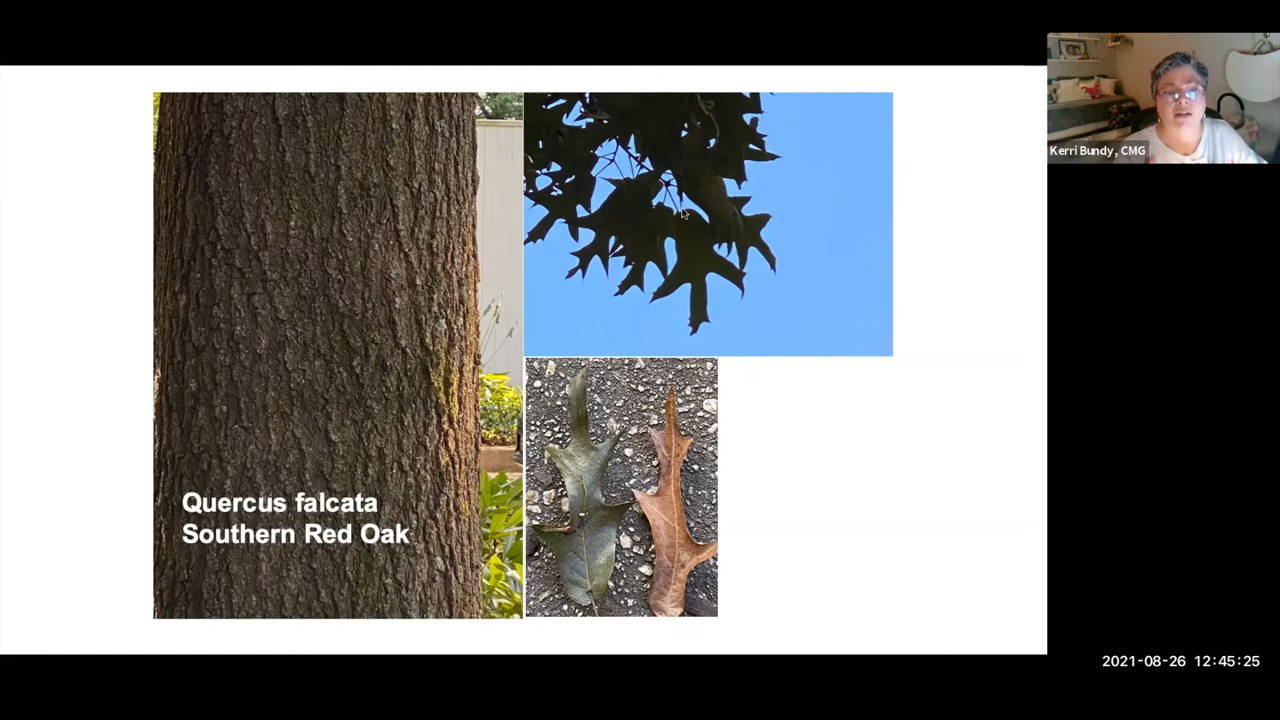 Kerri Bundy, CMG
Quercus falcata
Southern Red Oak
2021-08-26 12:45:25